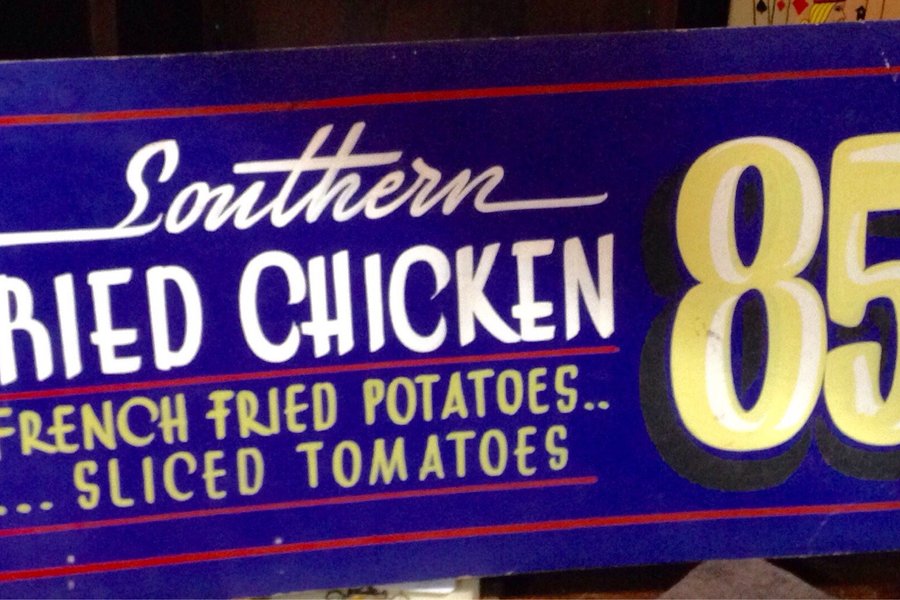 Southern
RIED CHICKEN
FRENCH FRIED POTATOES..
... SLICED TOMATOES
85